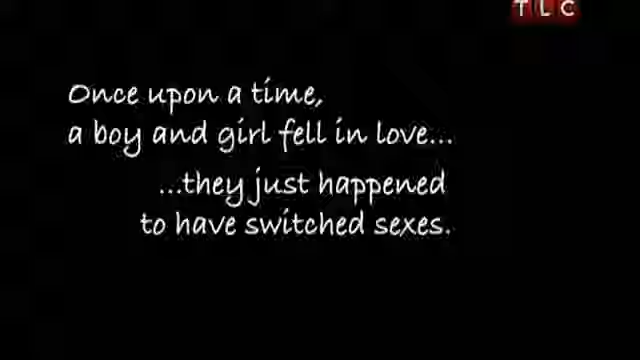 TLC
Once upon a time,
a boy and girl fell in love...
...they just happened
to have switched sexes.